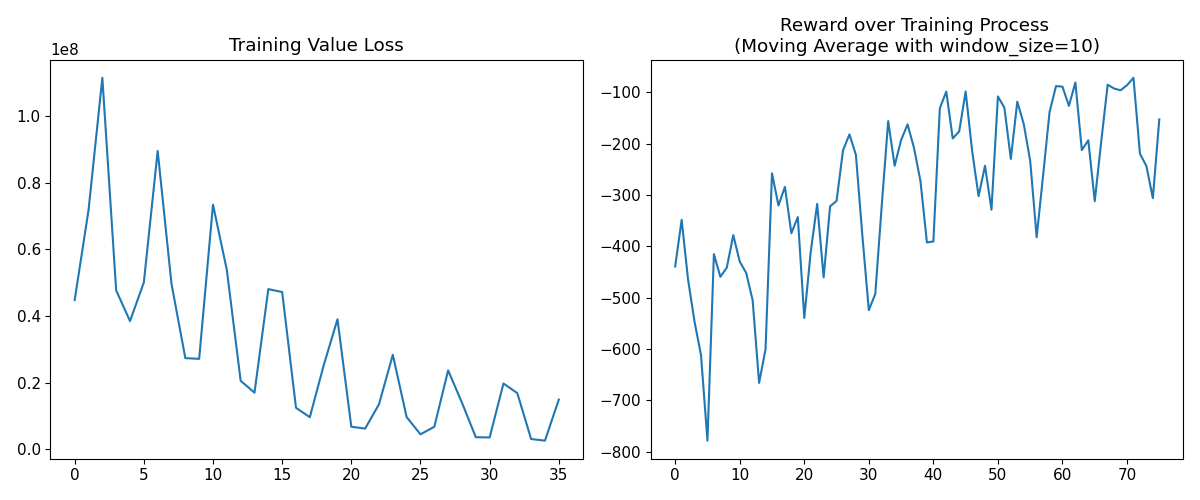 Training Value Loss
1e8
1.0
0.8
0.6
0.4
0.2
0.0
0 5 10 15 20 25 30 35
Reward over Training Process
(Moving Average with window_size=10)
−100
−200
−300
−400
−500
−600
−700
−800
0 10 20 30 40 50 60 70